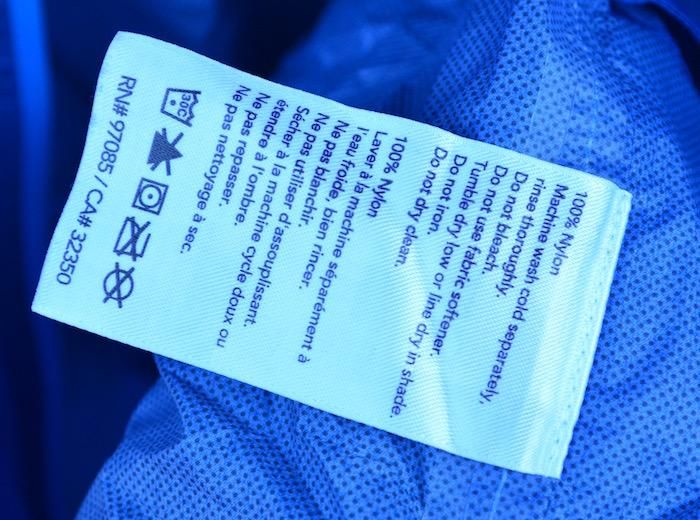 100% Nylon
Machine wash cold separately,
rinse thoroughly.
Do not bleach.
Do not use fabric softener.
Tumble dry low or line dry in shade.
Do not iron.
Do not dry clean.
100% Nylon
Laver à la machine séparément à
l'eau froide, bien rincer.
Ne pas blanchir.
Ne pas utiliser d'assouplissant.
Sécher à la machine cycle doux ou
étendre à l'ombre.
Ne pas repasser.
Ne pas nettoyage à sec.
30°
RN# 97085 / CA# 32350